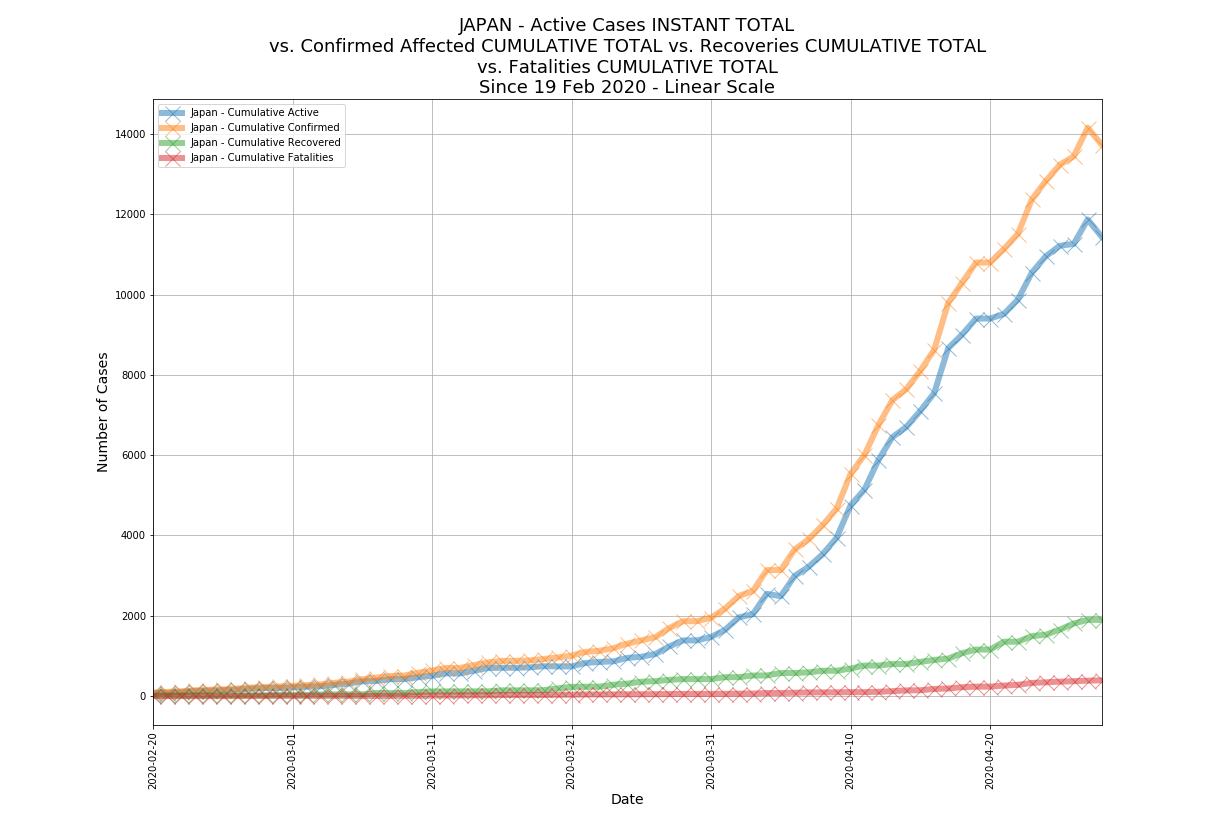 JAPAN - Active Cases INSTANT TOTAL
vs. Confirmed Affected CUMULATIVE TOTAL vs. Recoveries CUMULATIVE TOTAL
vs. Fatalities CUMULATIVE TOTAL
Since 19 Feb 2020 - Linear Scale
Japan - Cumulative Active
Japan - Cumulative Confirmed
Japan - Cumulative Recovered
Japan - Cumulative Fatalities
Number of Cases
14000
12000
10000
8000
6000
4000
2000
0
2020-02-20
2020-03-01
2020-03-11
2020-03-21
2020-03-31
2020-04-10
2020-04-20
Date